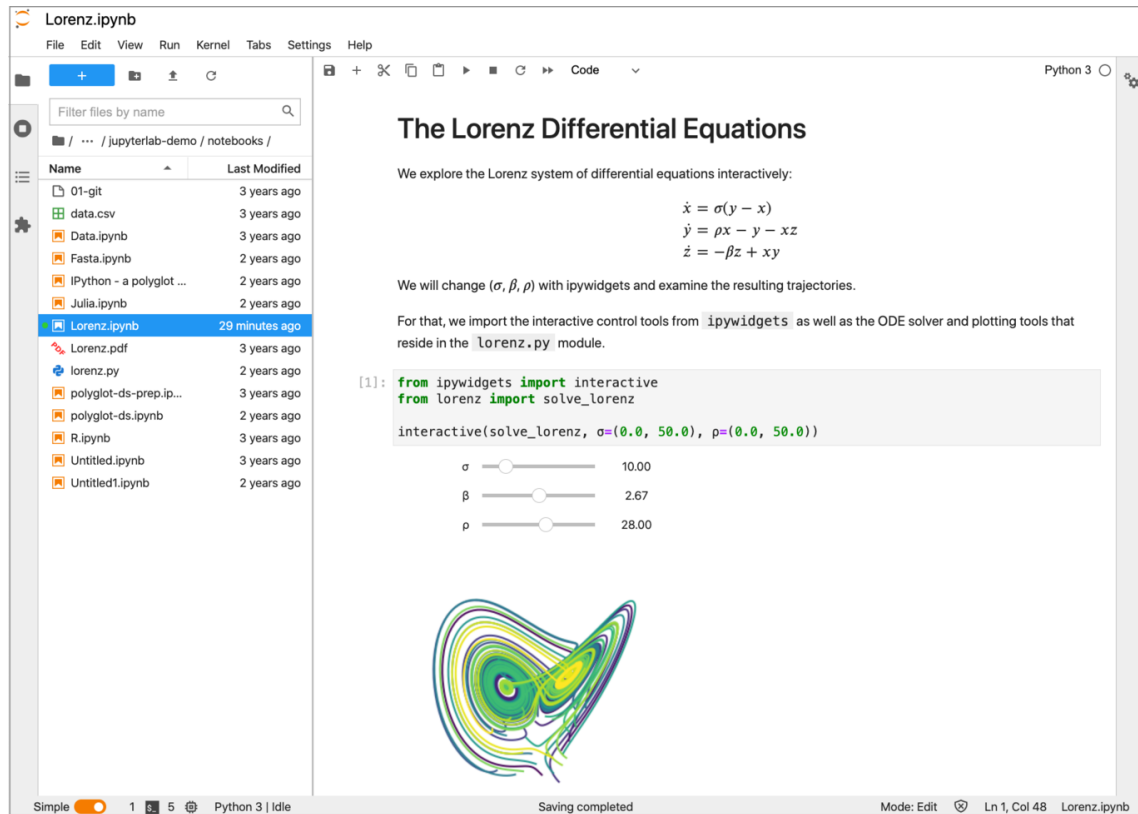 Lorenz.ipynb
File Edit View Run Kernel Tabs Settings Help
+
Code
Python 3
Filter files by name
/ ··· / jupyterlab-demo / notebooks /
Name Last Modified
01-git 3 years ago
data.csv 3 years ago
Data.ipynb 3 years ago
Fasta.ipynb 2 years ago
IPython - a polyglot ... 2 years ago
Julia.ipynb 2 years ago
Lorenz.ipynb 29 minutes ago
PDF Lorenz.pdf 3 years ago
lorenz.py 2 years ago
polyglot-ds-prep.ip... 3 years ago
polyglot-ds.ipynb 2 years ago
R.ipynb 3 years ago
Untitled.ipynb 3 years ago
Untitled1.ipynb 2 years ago
The Lorenz Differential Equations
We explore the Lorenz system of differential equations interactively:
ẋ = σ(y − x)
ẏ = ρx − y − xz
ż = −βz + xy
We will change (σ, β, ρ) with ipywidgets and examine the resulting trajectories.
For that, we import the interactive control tools from ipywidgets as well as the ODE solver and plotting tools that
reside in the lorenz.py module.
[1]: from ipywidgets import interactive
from lorenz import solve_lorenz
interactive(solve_lorenz, σ=(0.0, 50.0), ρ=(0.0, 50.0))
σ 10.00
β 2.67
ρ 28.00
Simple 1 5 Python 3 | Idle Saving completed Mode: Edit Ln 1, Col 48 Lorenz.ipynb